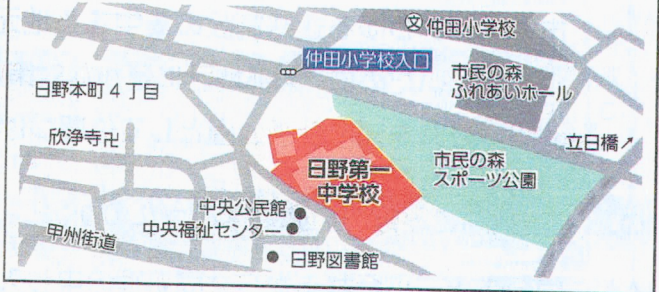 文 仲田小学校
仲田小学校入口
市民の森
ふれあいホール
日野本町4丁目
欣浄寺卍
立日橋↗
日野第一
中学校
市民の森
スポーツ公園
中央公民館
中央福祉センター
甲州街道
日野図書館